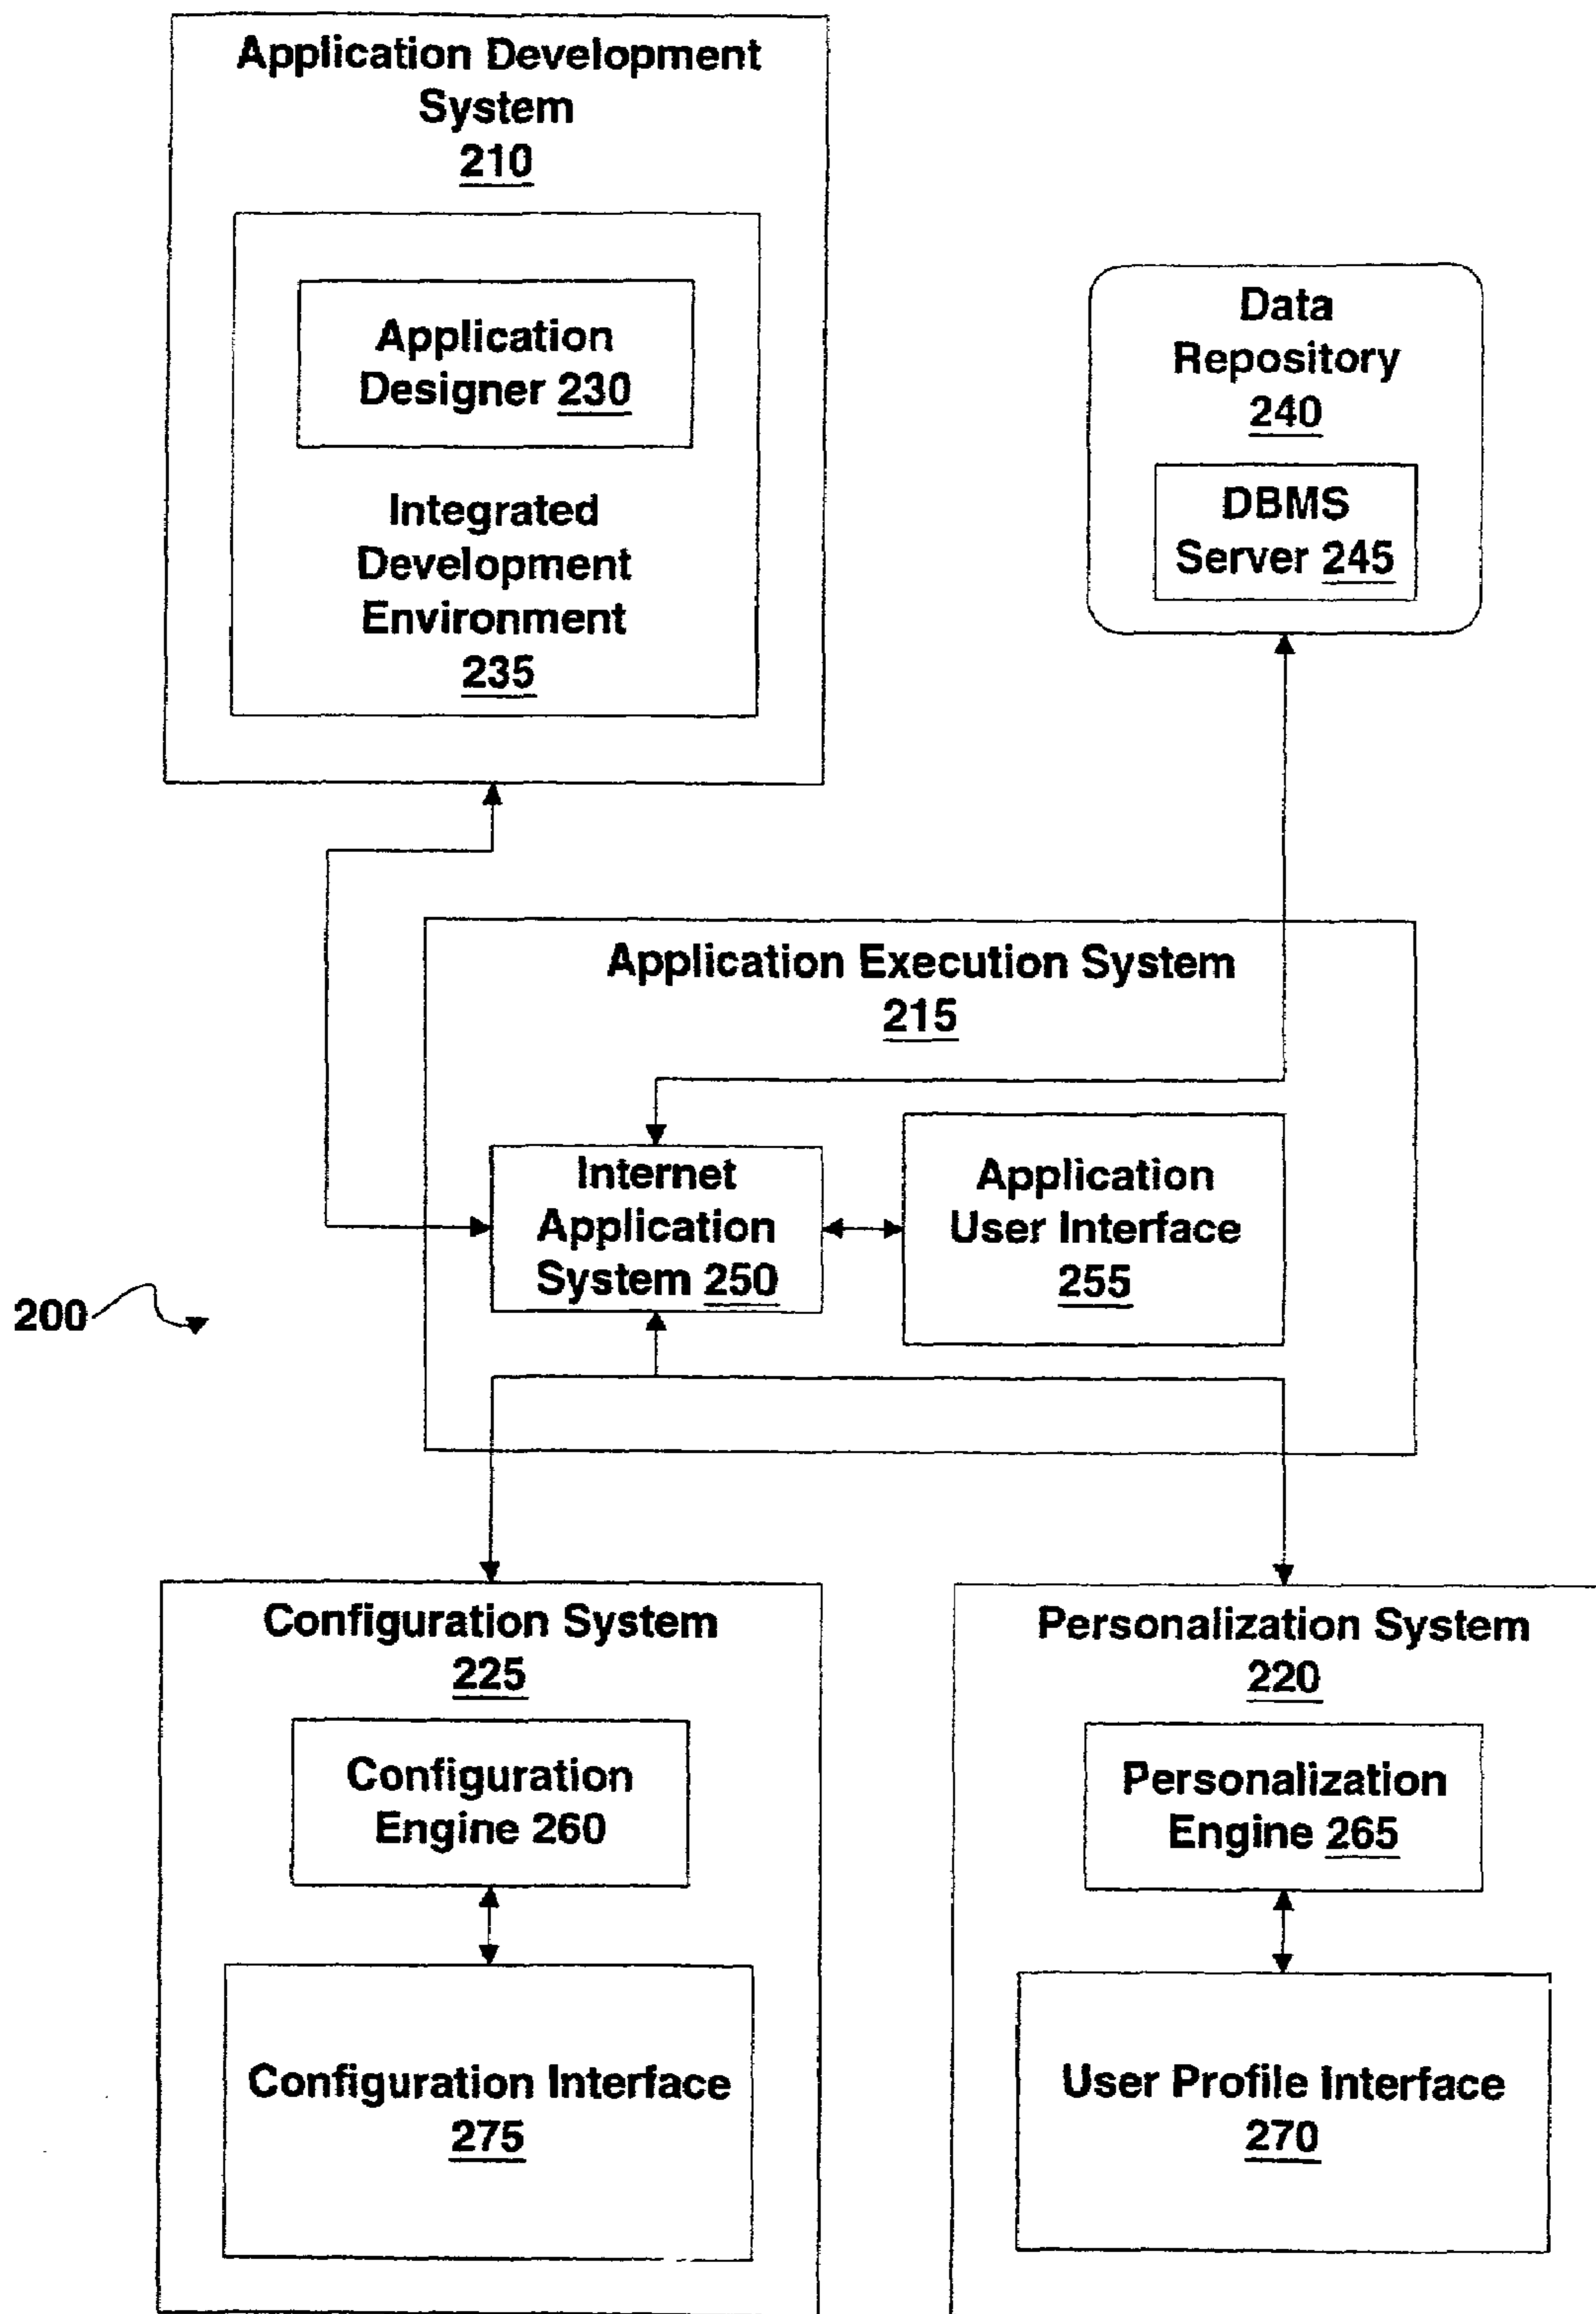 Application Development
System
210
Application
Designer 230
Integrated
Development
Environment
235
Data
Repository
240
DBMS
Server 245
Application Execution System
215
Internet
Application
System 250
Application
User Interface
255
200
Configuration System
225
Configuration
Engine 260
Configuration Interface
275
Personalization System
220
Personalization
Engine 265
User Profile Interface
270